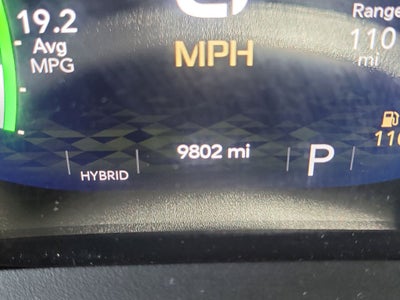 19.2
Avg
MPG
MPH
Range
110
mi
9802 mi
HYBRID
P